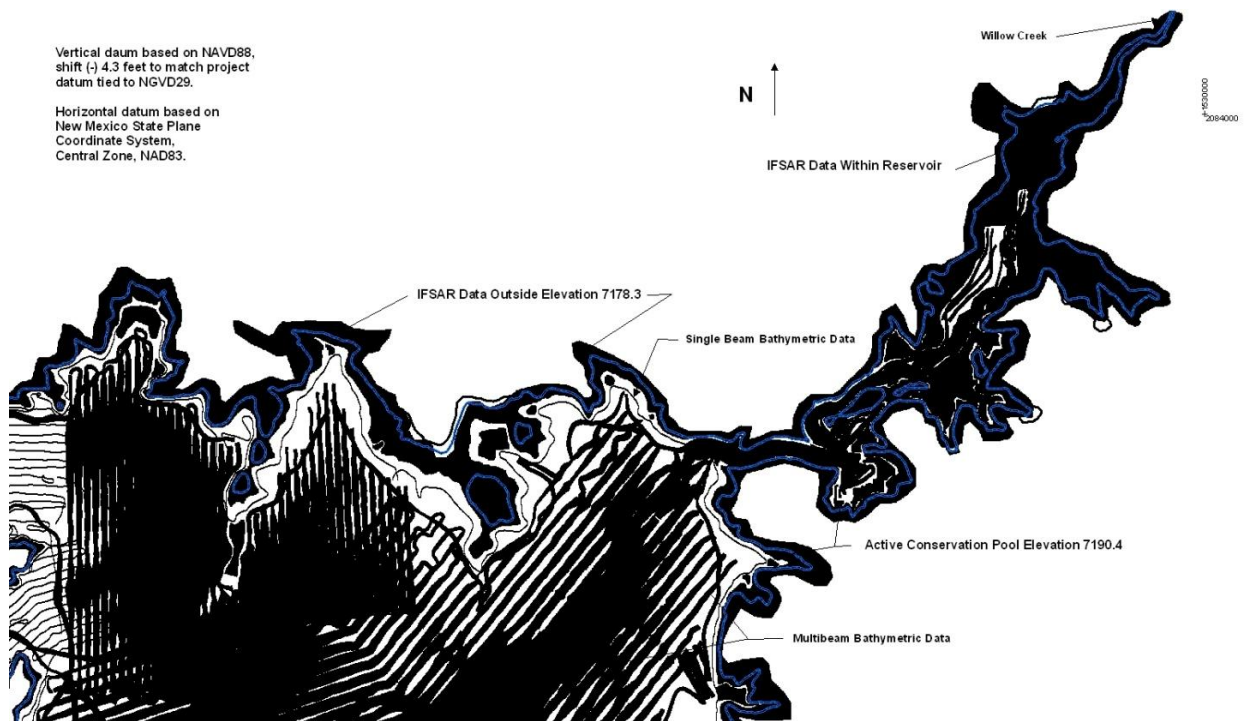 Vertical daum based on NAVD88,
shift (-) 4.3 feet to match project
datum tied to NGVD29.
Horizontal datum based on
New Mexico State Plane
Coordinate System,
Central Zone, NAD83.
Willow Creek
N
+1530000
2084000
IFSAR Data Within Reservoir
IFSAR Data Outside Elevation 7178.3
Single Beam Bathymetric Data
Active Conservation Pool Elevation 7190.4
Multibeam Bathymetric Data